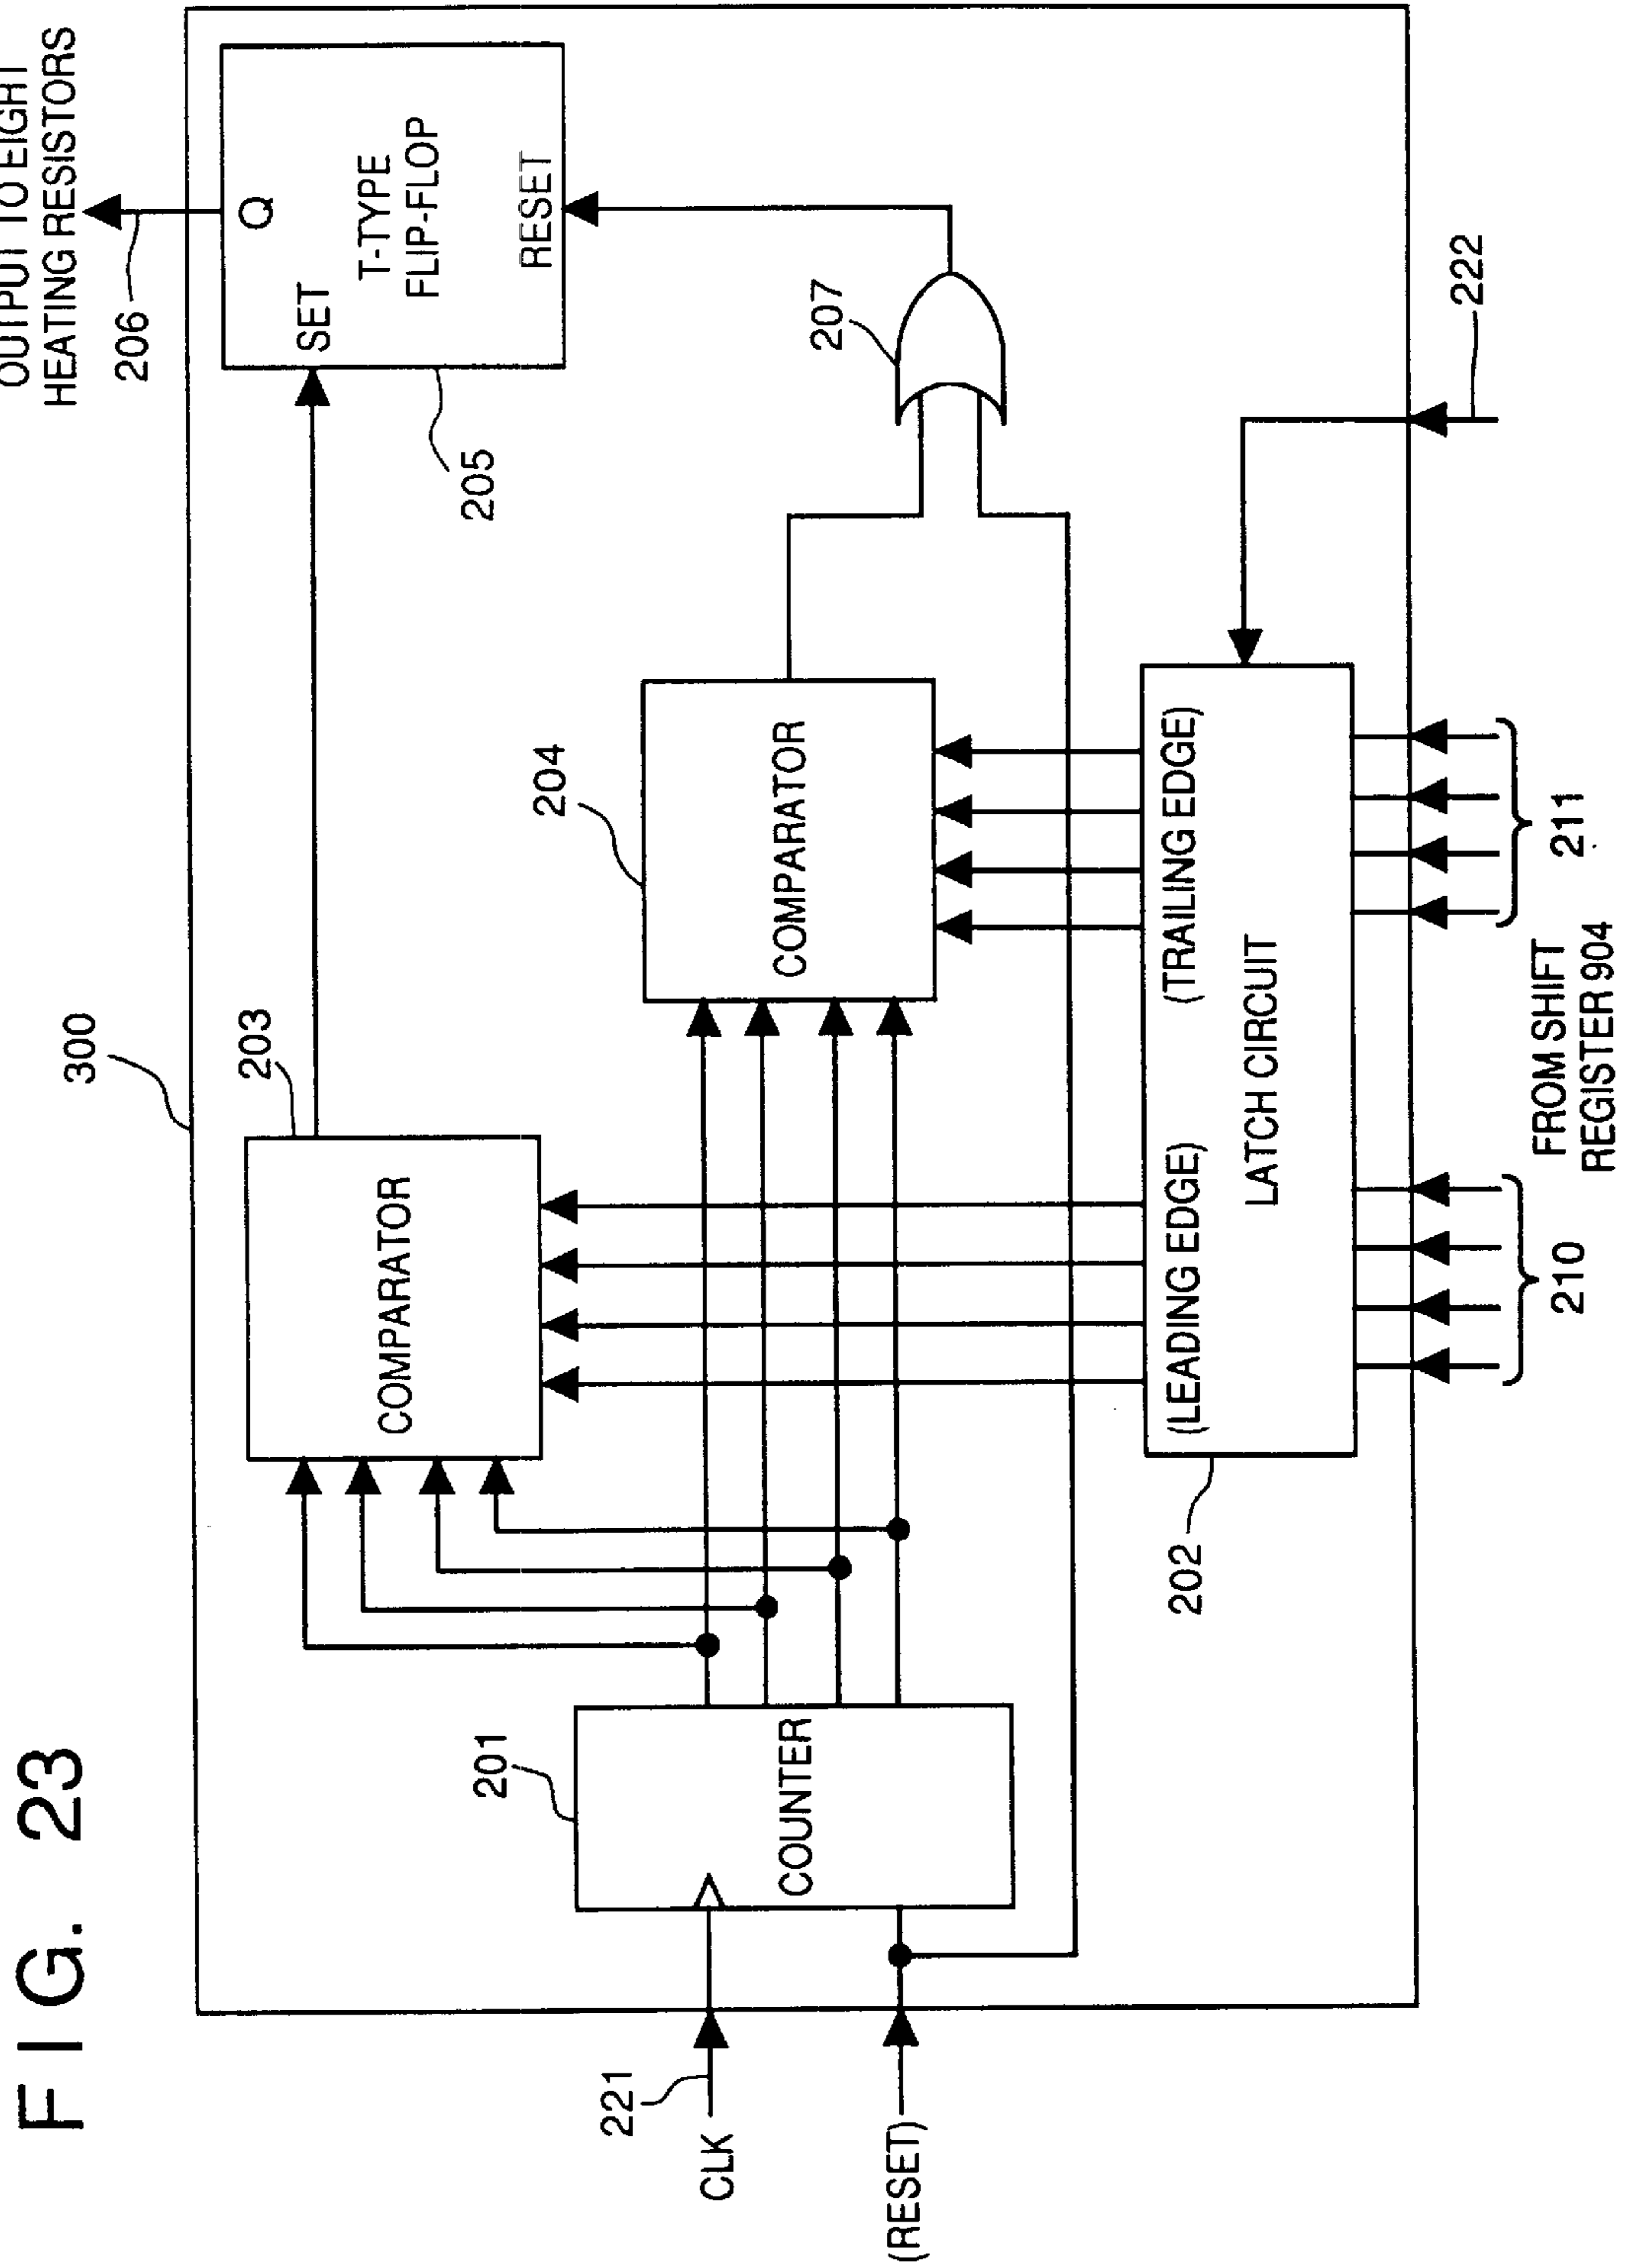 FIG. 23
300
OUTPUT TO EIGHT
HEATING RESISTORS
206
203
COMPARATOR
SET
Q
T-TYPE
FLIP-FLOP
RESET
205
201
COUNTER
221
CLK
(RESET)
204
COMPARATOR
207
202
(LEADING EDGE)
(TRAILING EDGE)
LATCH CIRCUIT
222
210
FROM SHIFT
REGISTER 904
211